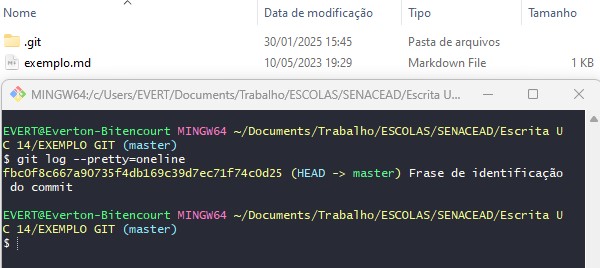 Nome Data de modificação Tipo Tamanho
.git 30/01/2025 15:45 Pasta de arquivos
exemplo.md 10/05/2023 19:29 Markdown File 1 KB
MINGW64:/c/Users/EVERT/Documents/Trabalho/ESCOLAS/SENACEAD/Escrita U...
EVERT@Everton-Bitencourt MINGW64 ~/Documents/Trabalho/ESCOLAS/SENACEAD/Escrita U
C 14/EXEMPLO GIT (master)
$ git log --pretty=oneline
fbc0f8c667a90735f4db169c39d7ec71f74c0d25 (HEAD -> master) Frase de identificação
do commit
EVERT@Everton-Bitencourt MINGW64 ~/Documents/Trabalho/ESCOLAS/SENACEAD/Escrita U
C 14/EXEMPLO GIT (master)
$